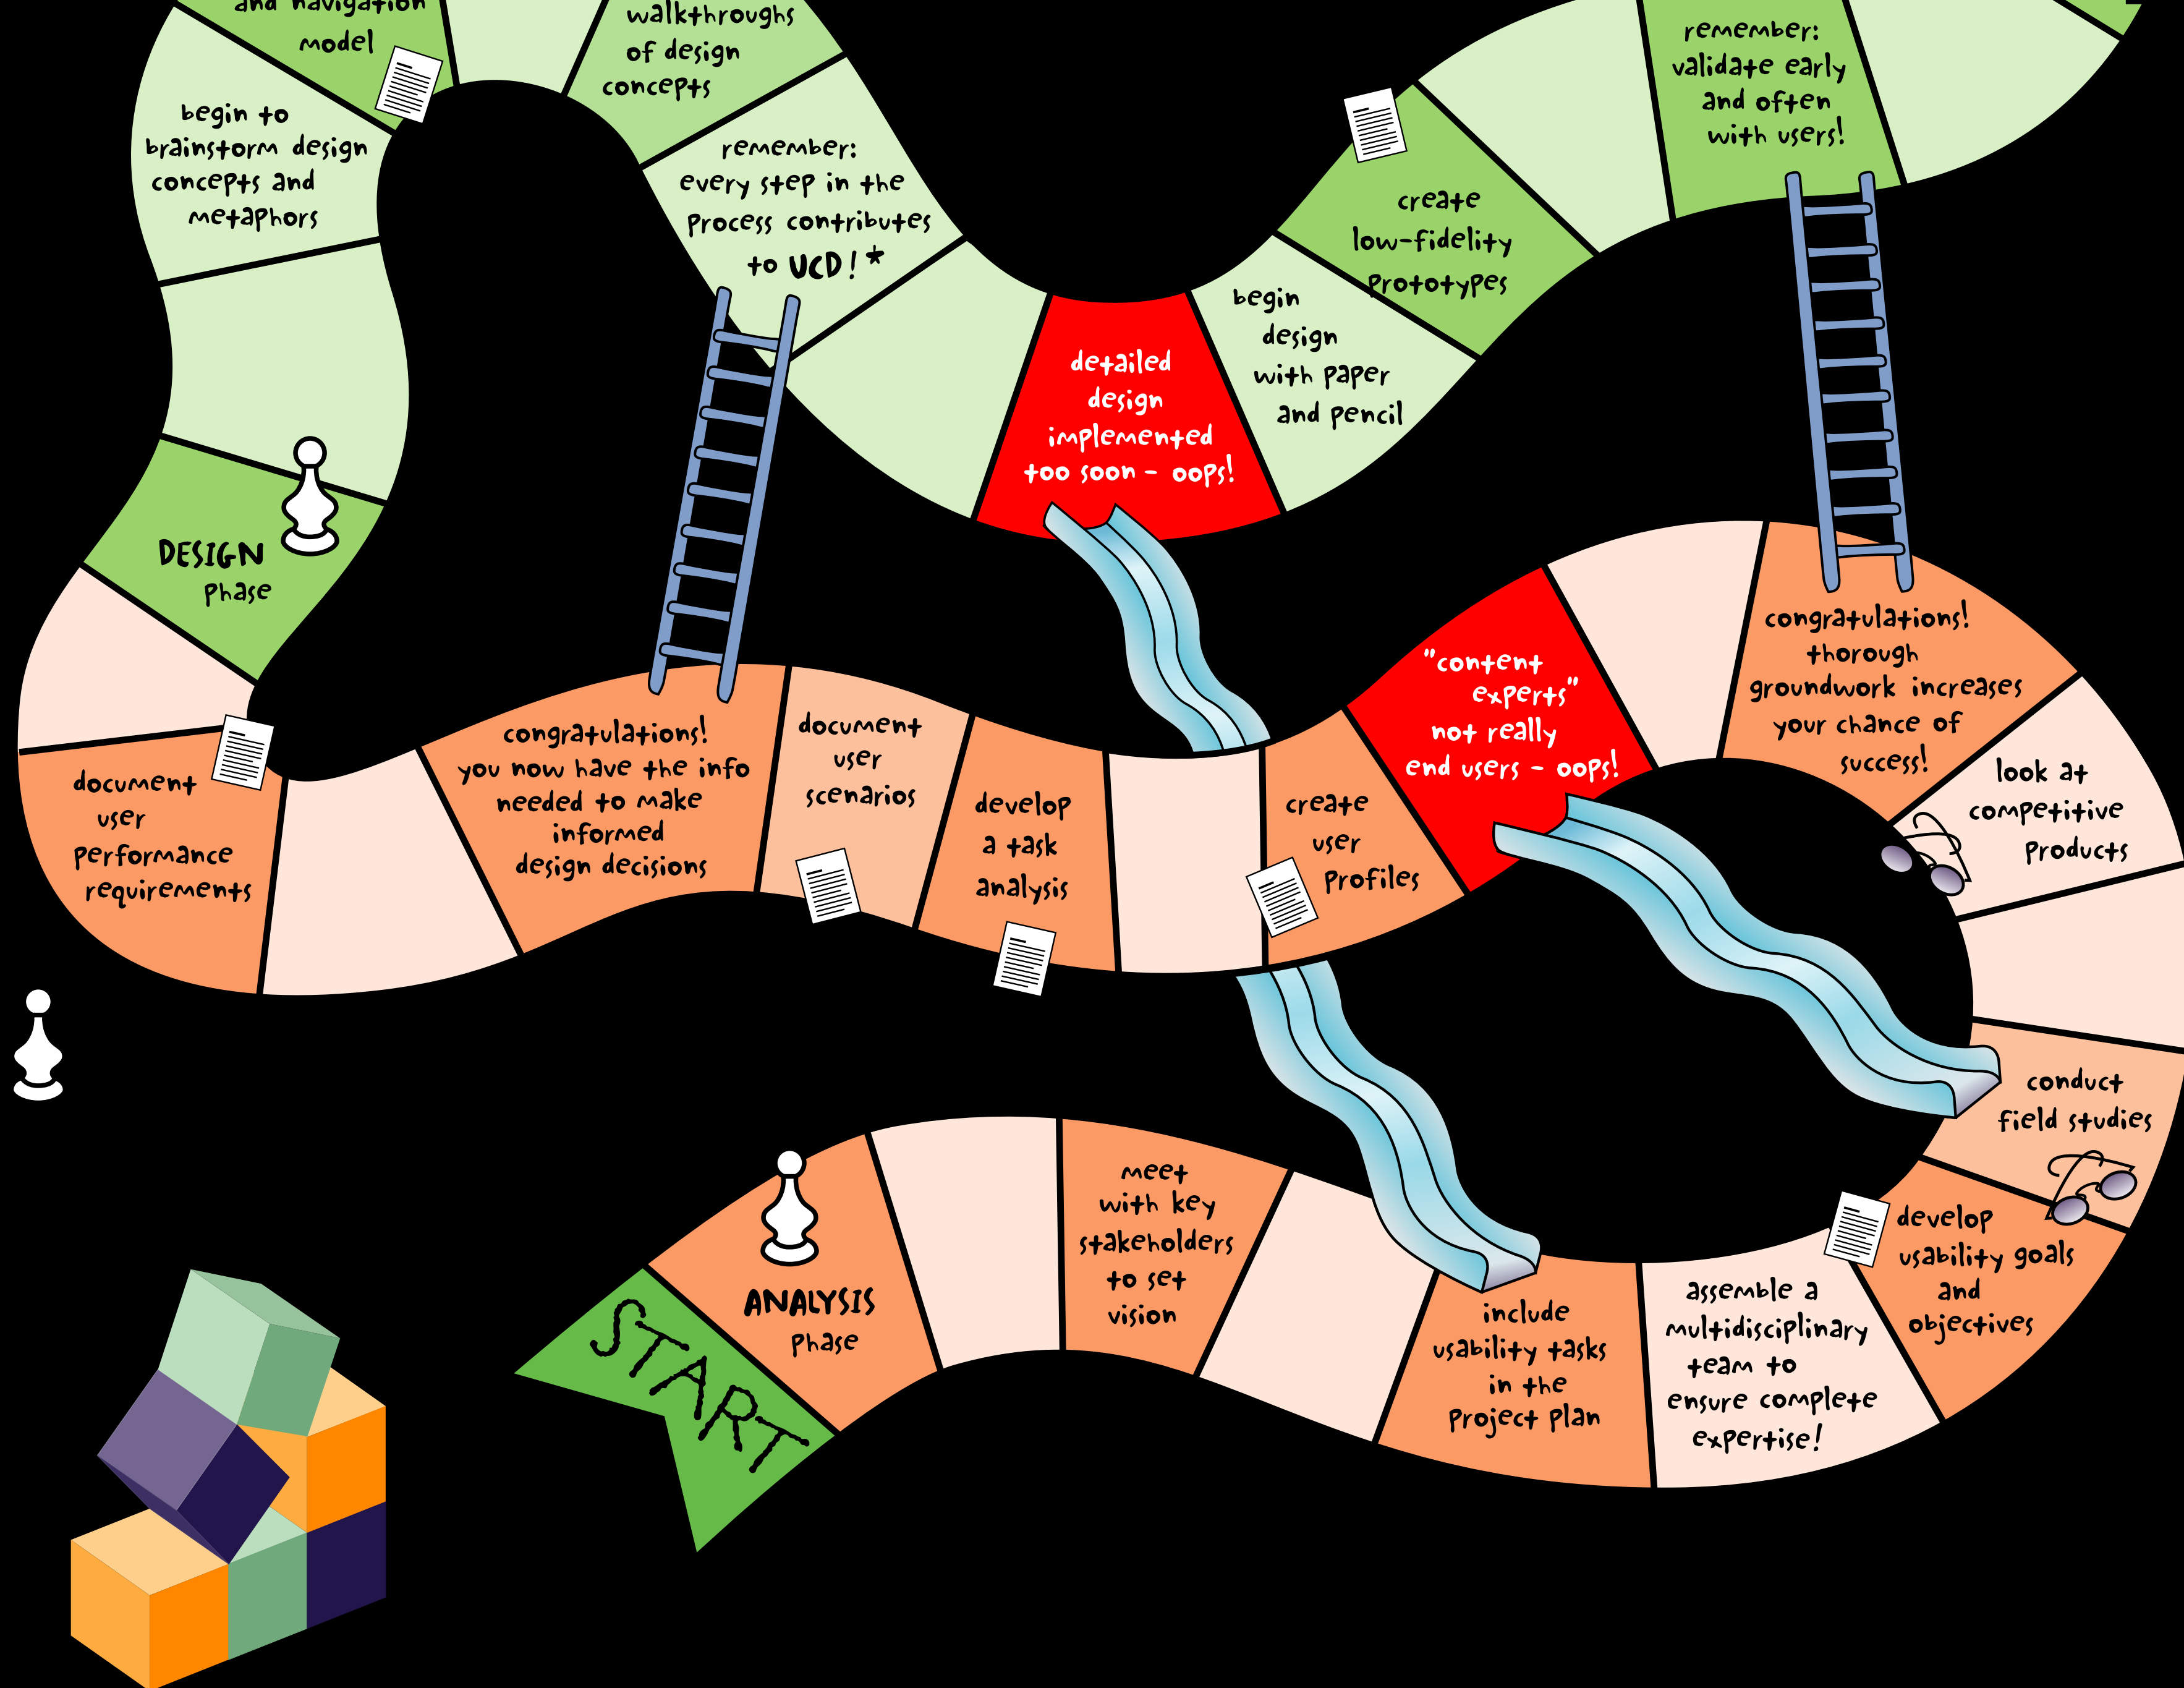 and navigation
model
walkthroughs
of design
concepts
remember:
validate early
and often
with users!
begin to
brainstorm design
concepts and
metaphors
remember:
every step in the
process contributes
to UCD! *
create
low-fidelity
prototypes
begin
design
with paper
and pencil
detailed
design
implemented
too soon - oops!
DESIGN
phase
congratulations!
thorough
groundwork increases
your chance of
success!
"content
experts"
not really
end users - oops!
document
user
performance
requirements
congratulations!
you now have the info
needed to make
informed
design decisions
document
user
scenarios
develop
a task
analysis
create
user
profiles
look at
competitive
products
conduct
field studies
develop
usability goals
and
objectives
meet
with key
stakeholders
to set
vision
ANALYSIS
phase
START
include
usability tasks
in the
project plan
assemble a
multidisciplinary
team to
ensure complete
expertise!